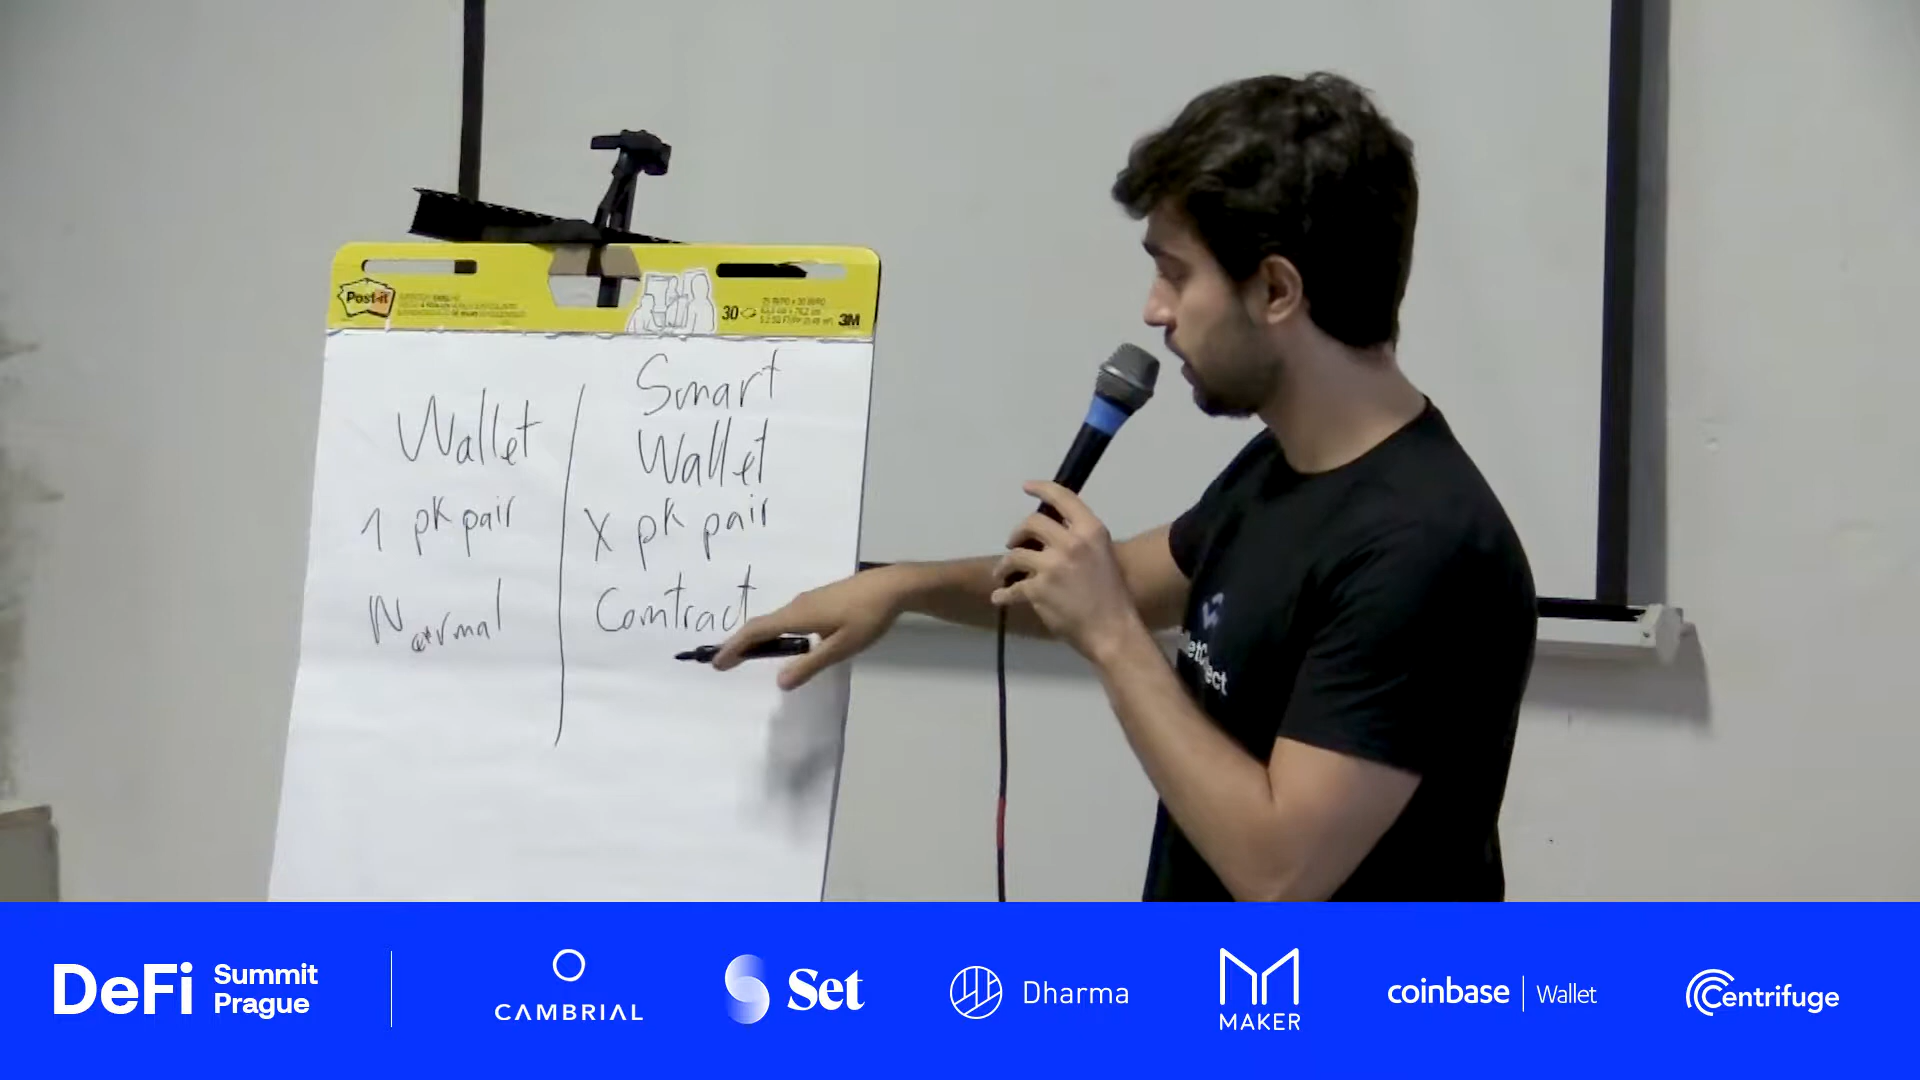 Post-it
30
3M
Smart
Wallet
Wallet
1 pk pair
X pk pair
Normal
Contract
DeFi
Summit
Prague
CAMBRIAL
Set
Dharma
MAKER
coinbase | Wallet
Centrifuge